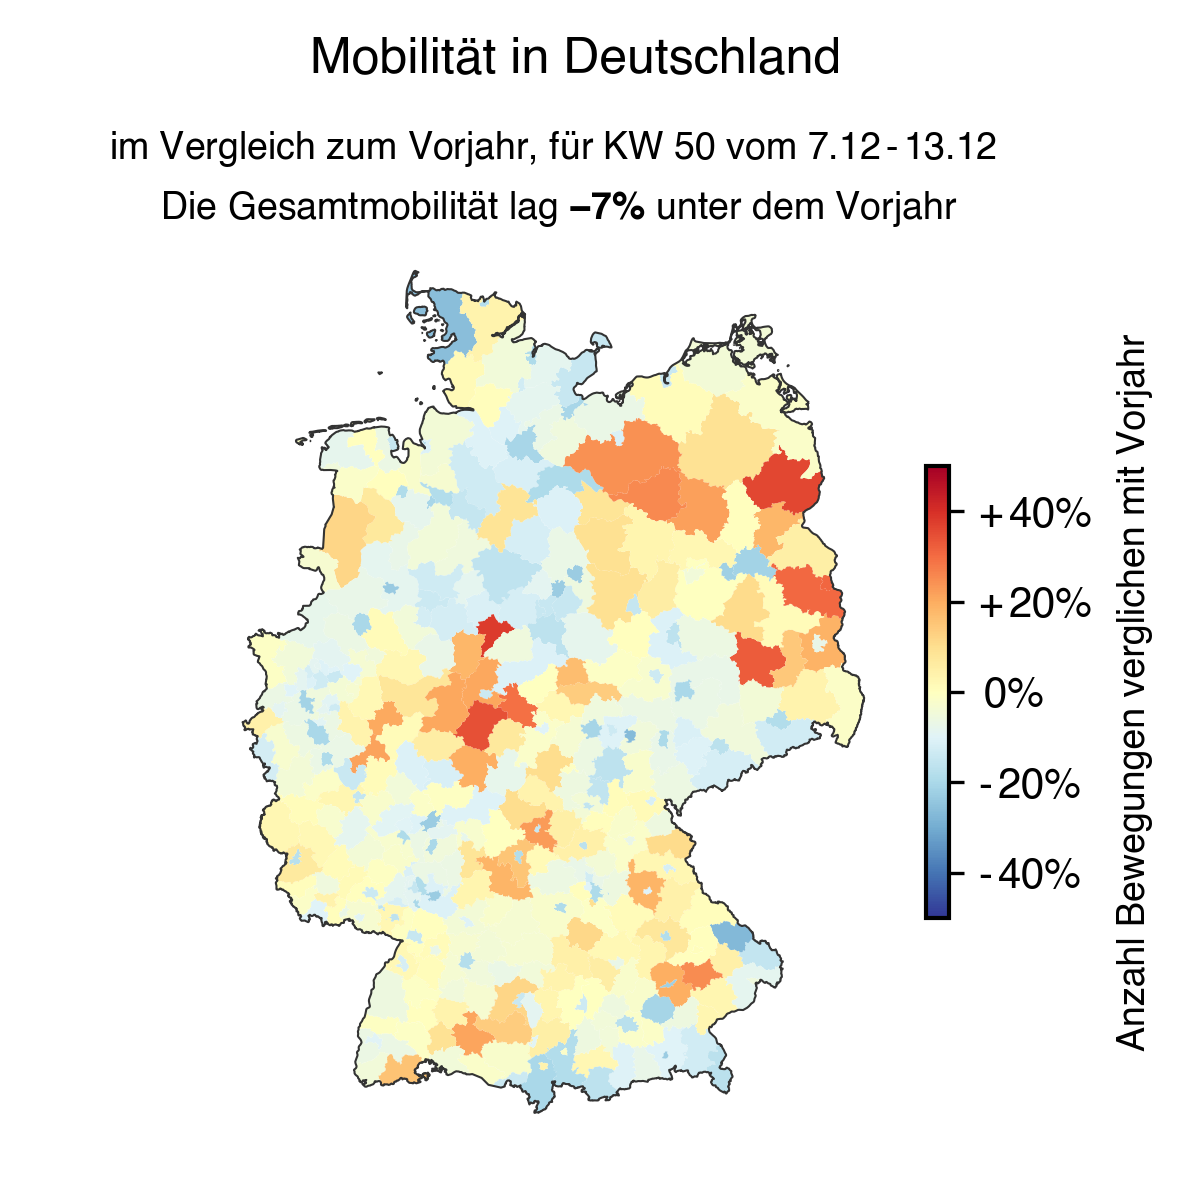 Mobilität in Deutschland
im Vergleich zum Vorjahr, für KW 50 vom 7.12 - 13.12
Die Gesamtmobilität lag –7% unter dem Vorjahr
+40%
+20%
0%
-20%
-40%
Anzahl Bewegungen verglichen mit Vorjahr